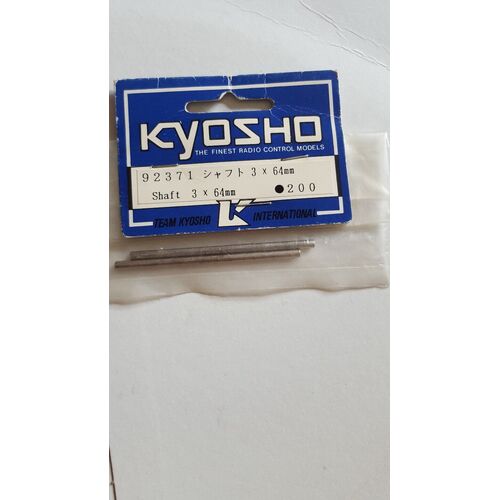 KYOSHO
THE FINEST RADIO CONTROL MODELS
92371 シャフト 3 × 64mm
Shaft 3 × 64mm ●200
TEAM KYOSHO K INTERNATIONAL